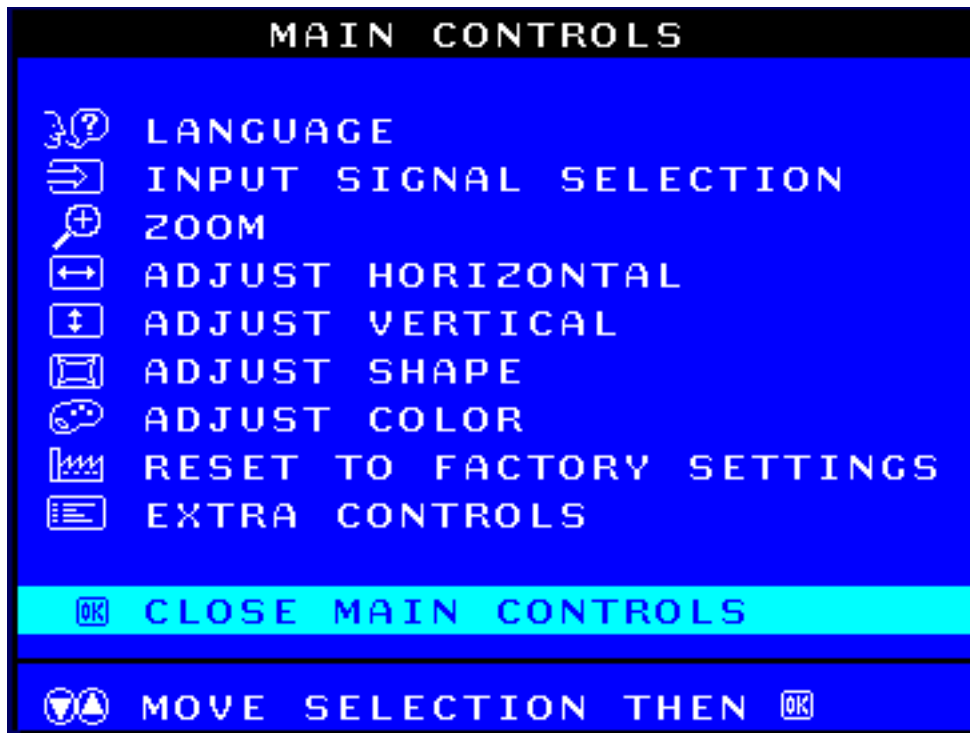 MAIN CONTROLS
? LANGUAGE
INPUT SIGNAL SELECTION
ZOOM
ADJUST HORIZONTAL
ADJUST VERTICAL
ADJUST SHAPE
ADJUST COLOR
RESET TO FACTORY SETTINGS
EXTRA CONTROLS
OK CLOSE MAIN CONTROLS
MOVE SELECTION THEN OK